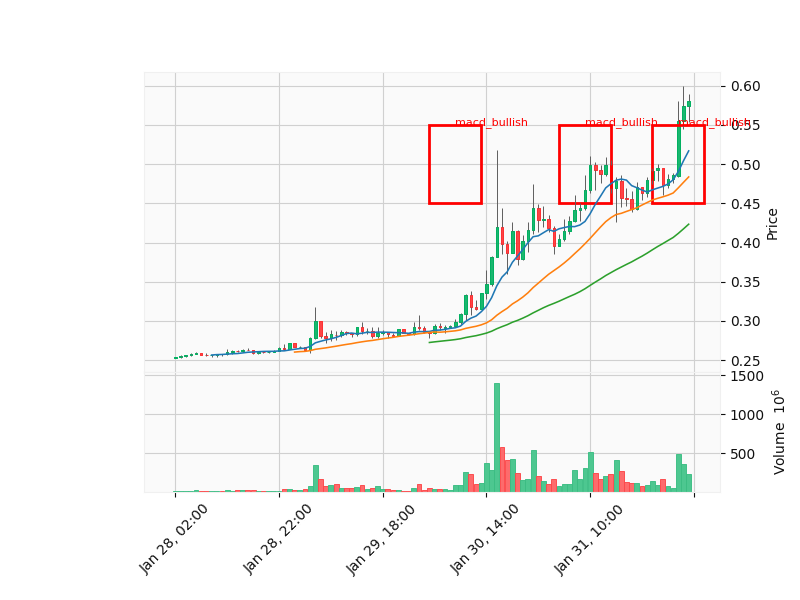 0.60
macd_bullish macd_bullish macd_bullish
0.55
0.50
0.45
0.40
0.35
0.30
0.25
Price
1500
1000
500
Volume 10^6
Jan 28, 02:00
Jan 28, 22:00
Jan 29, 18:00
Jan 30, 14:00
Jan 31, 10:00